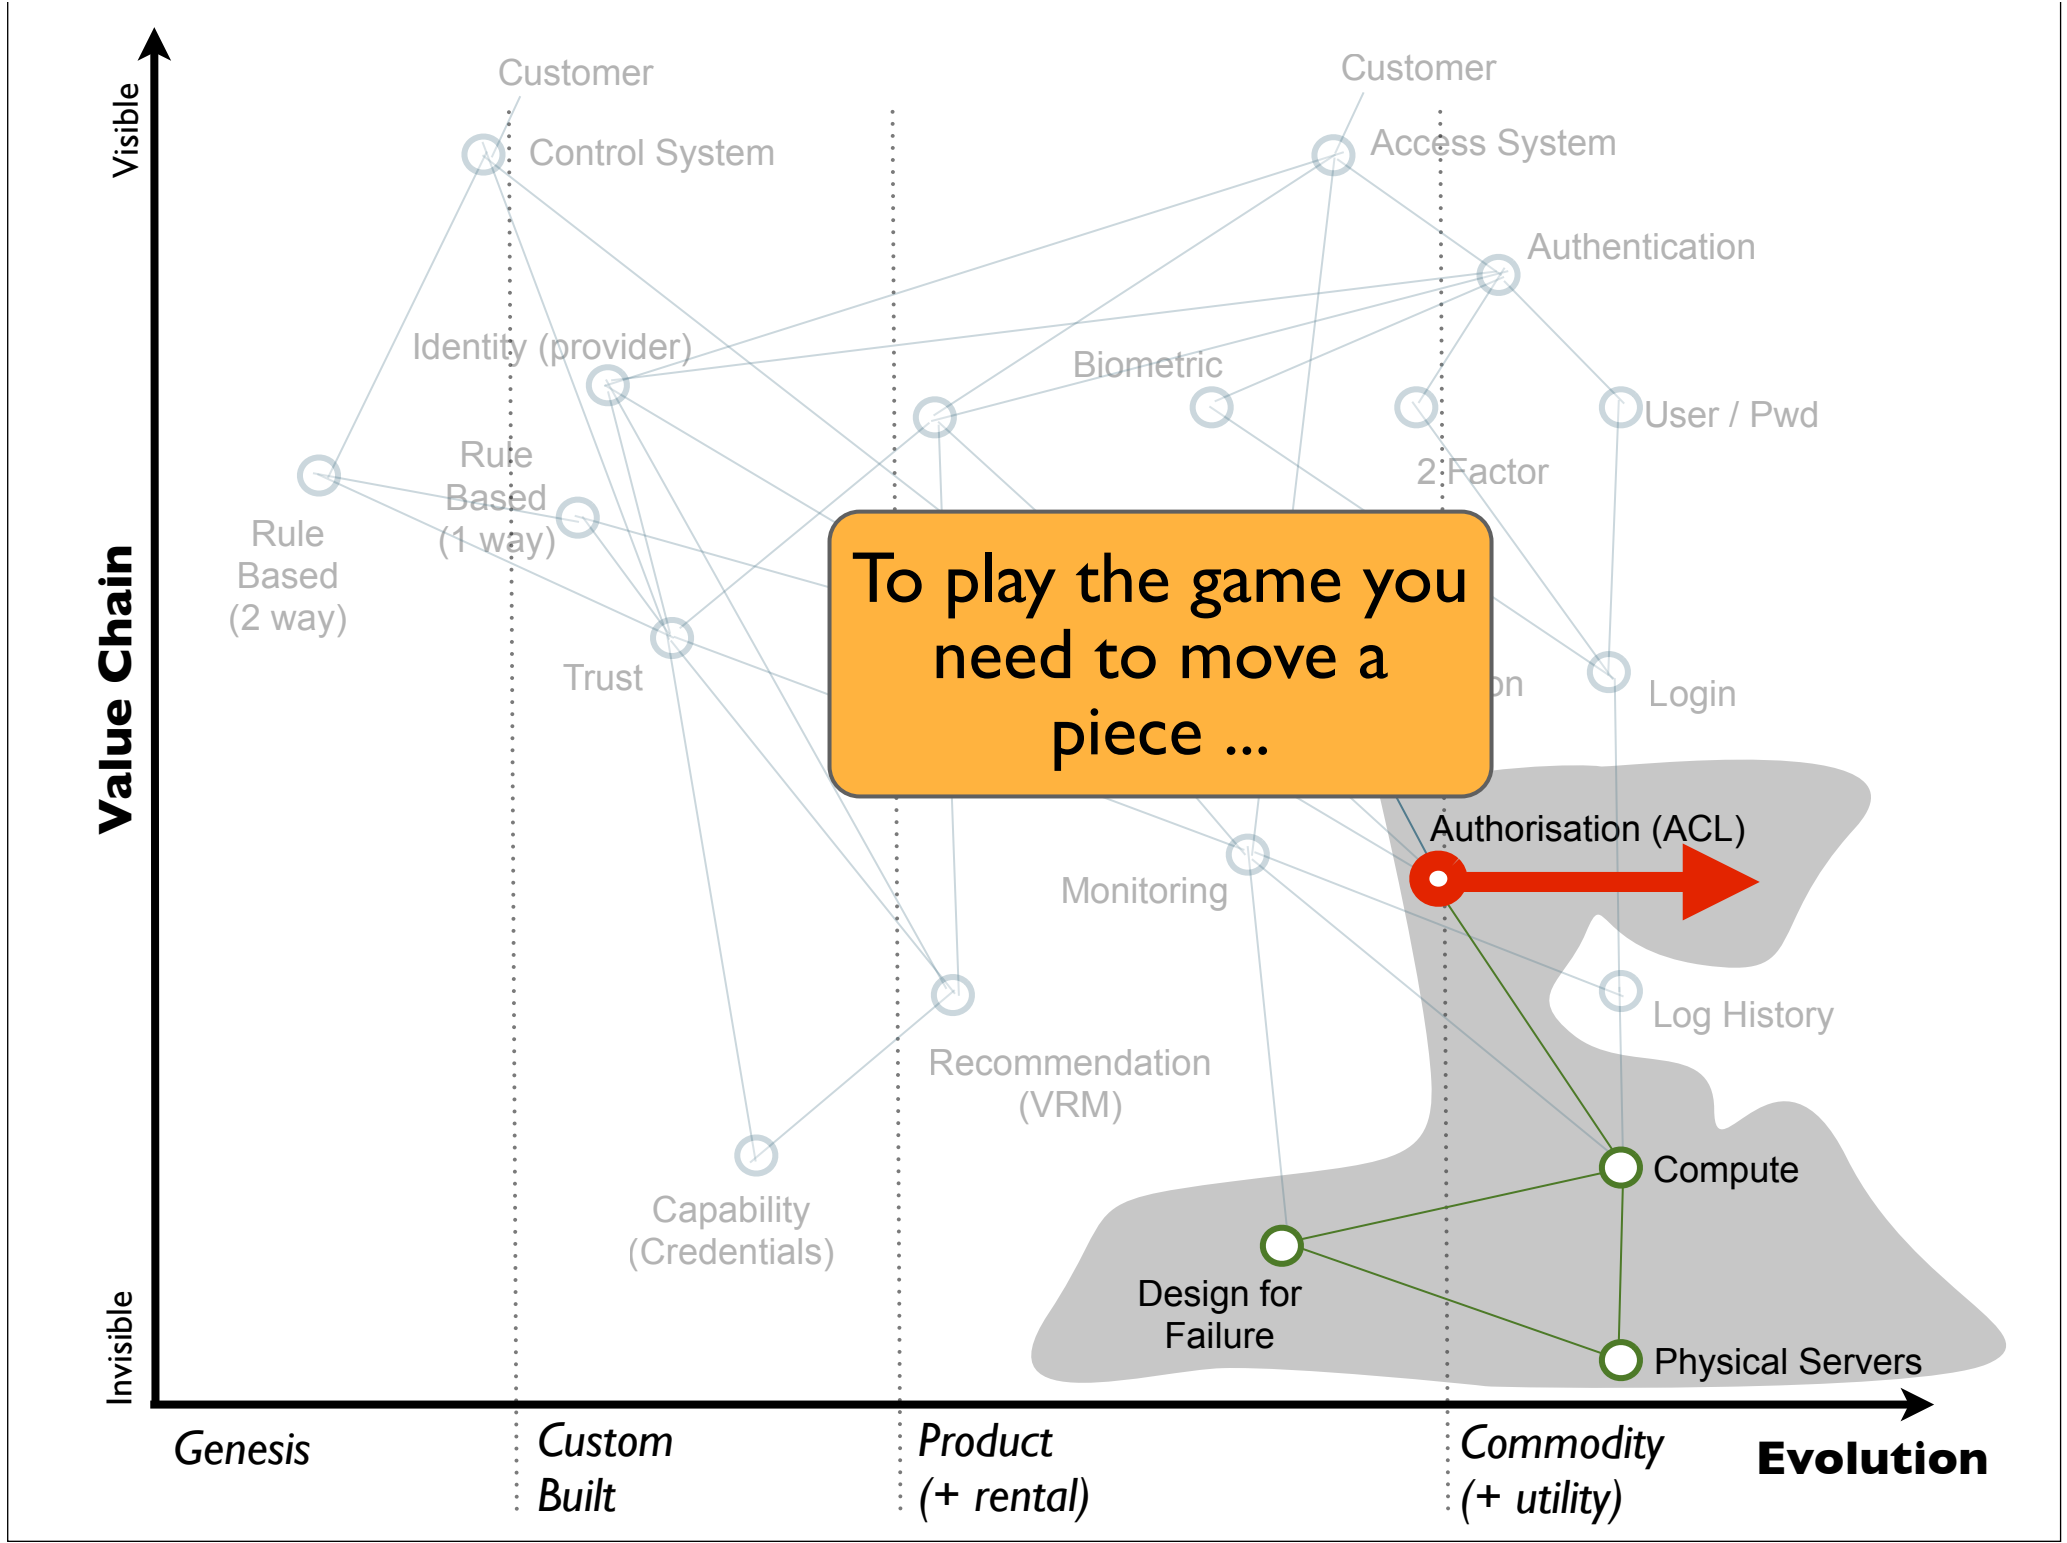 Customer
Customer
Visible
Control System
Access System
Authentication
Identity (provider)
Biometric
User / Pwd
Rule
Based
(1 way)
2 Factor
Rule
Based
(2 way)
To play the game you
need to move a
piece ...
Value Chain
Trust
Login
Authorisation (ACL)
Monitoring
Log History
Recommendation
(VRM)
Compute
Capability
(Credentials)
Design for
Failure
Physical Servers
Invisible
Genesis
Custom
Built
Product
(+ rental)
Commodity
(+ utility)
Evolution